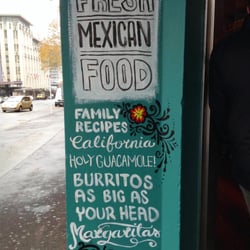 FRESH
MEXICAN
FOOD
FAMILY
RECIPES
California
HOLY GUACAMOLE!
BURRITOS
AS BIG AS
YOUR HEAD
Margaritas